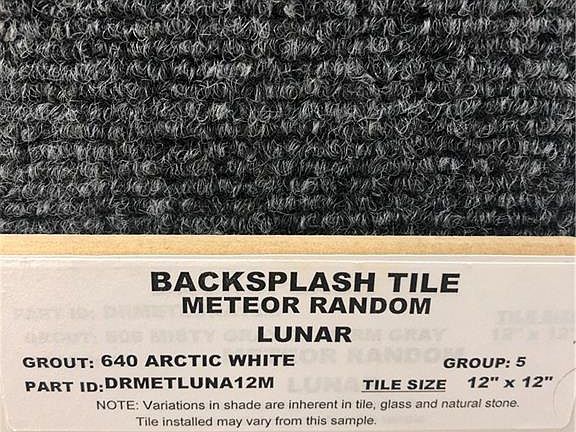 BACKSPLASH TILE
METEOR RANDOM
LUNAR
GROUT: 640 ARCTIC WHITE GROUP: 5
PART ID:DRMETLUNA12M TILE SIZE 12" x 12"
NOTE: Variations in shade are inherent in tile, glass and natural stone.
Tile installed may vary from this sample.